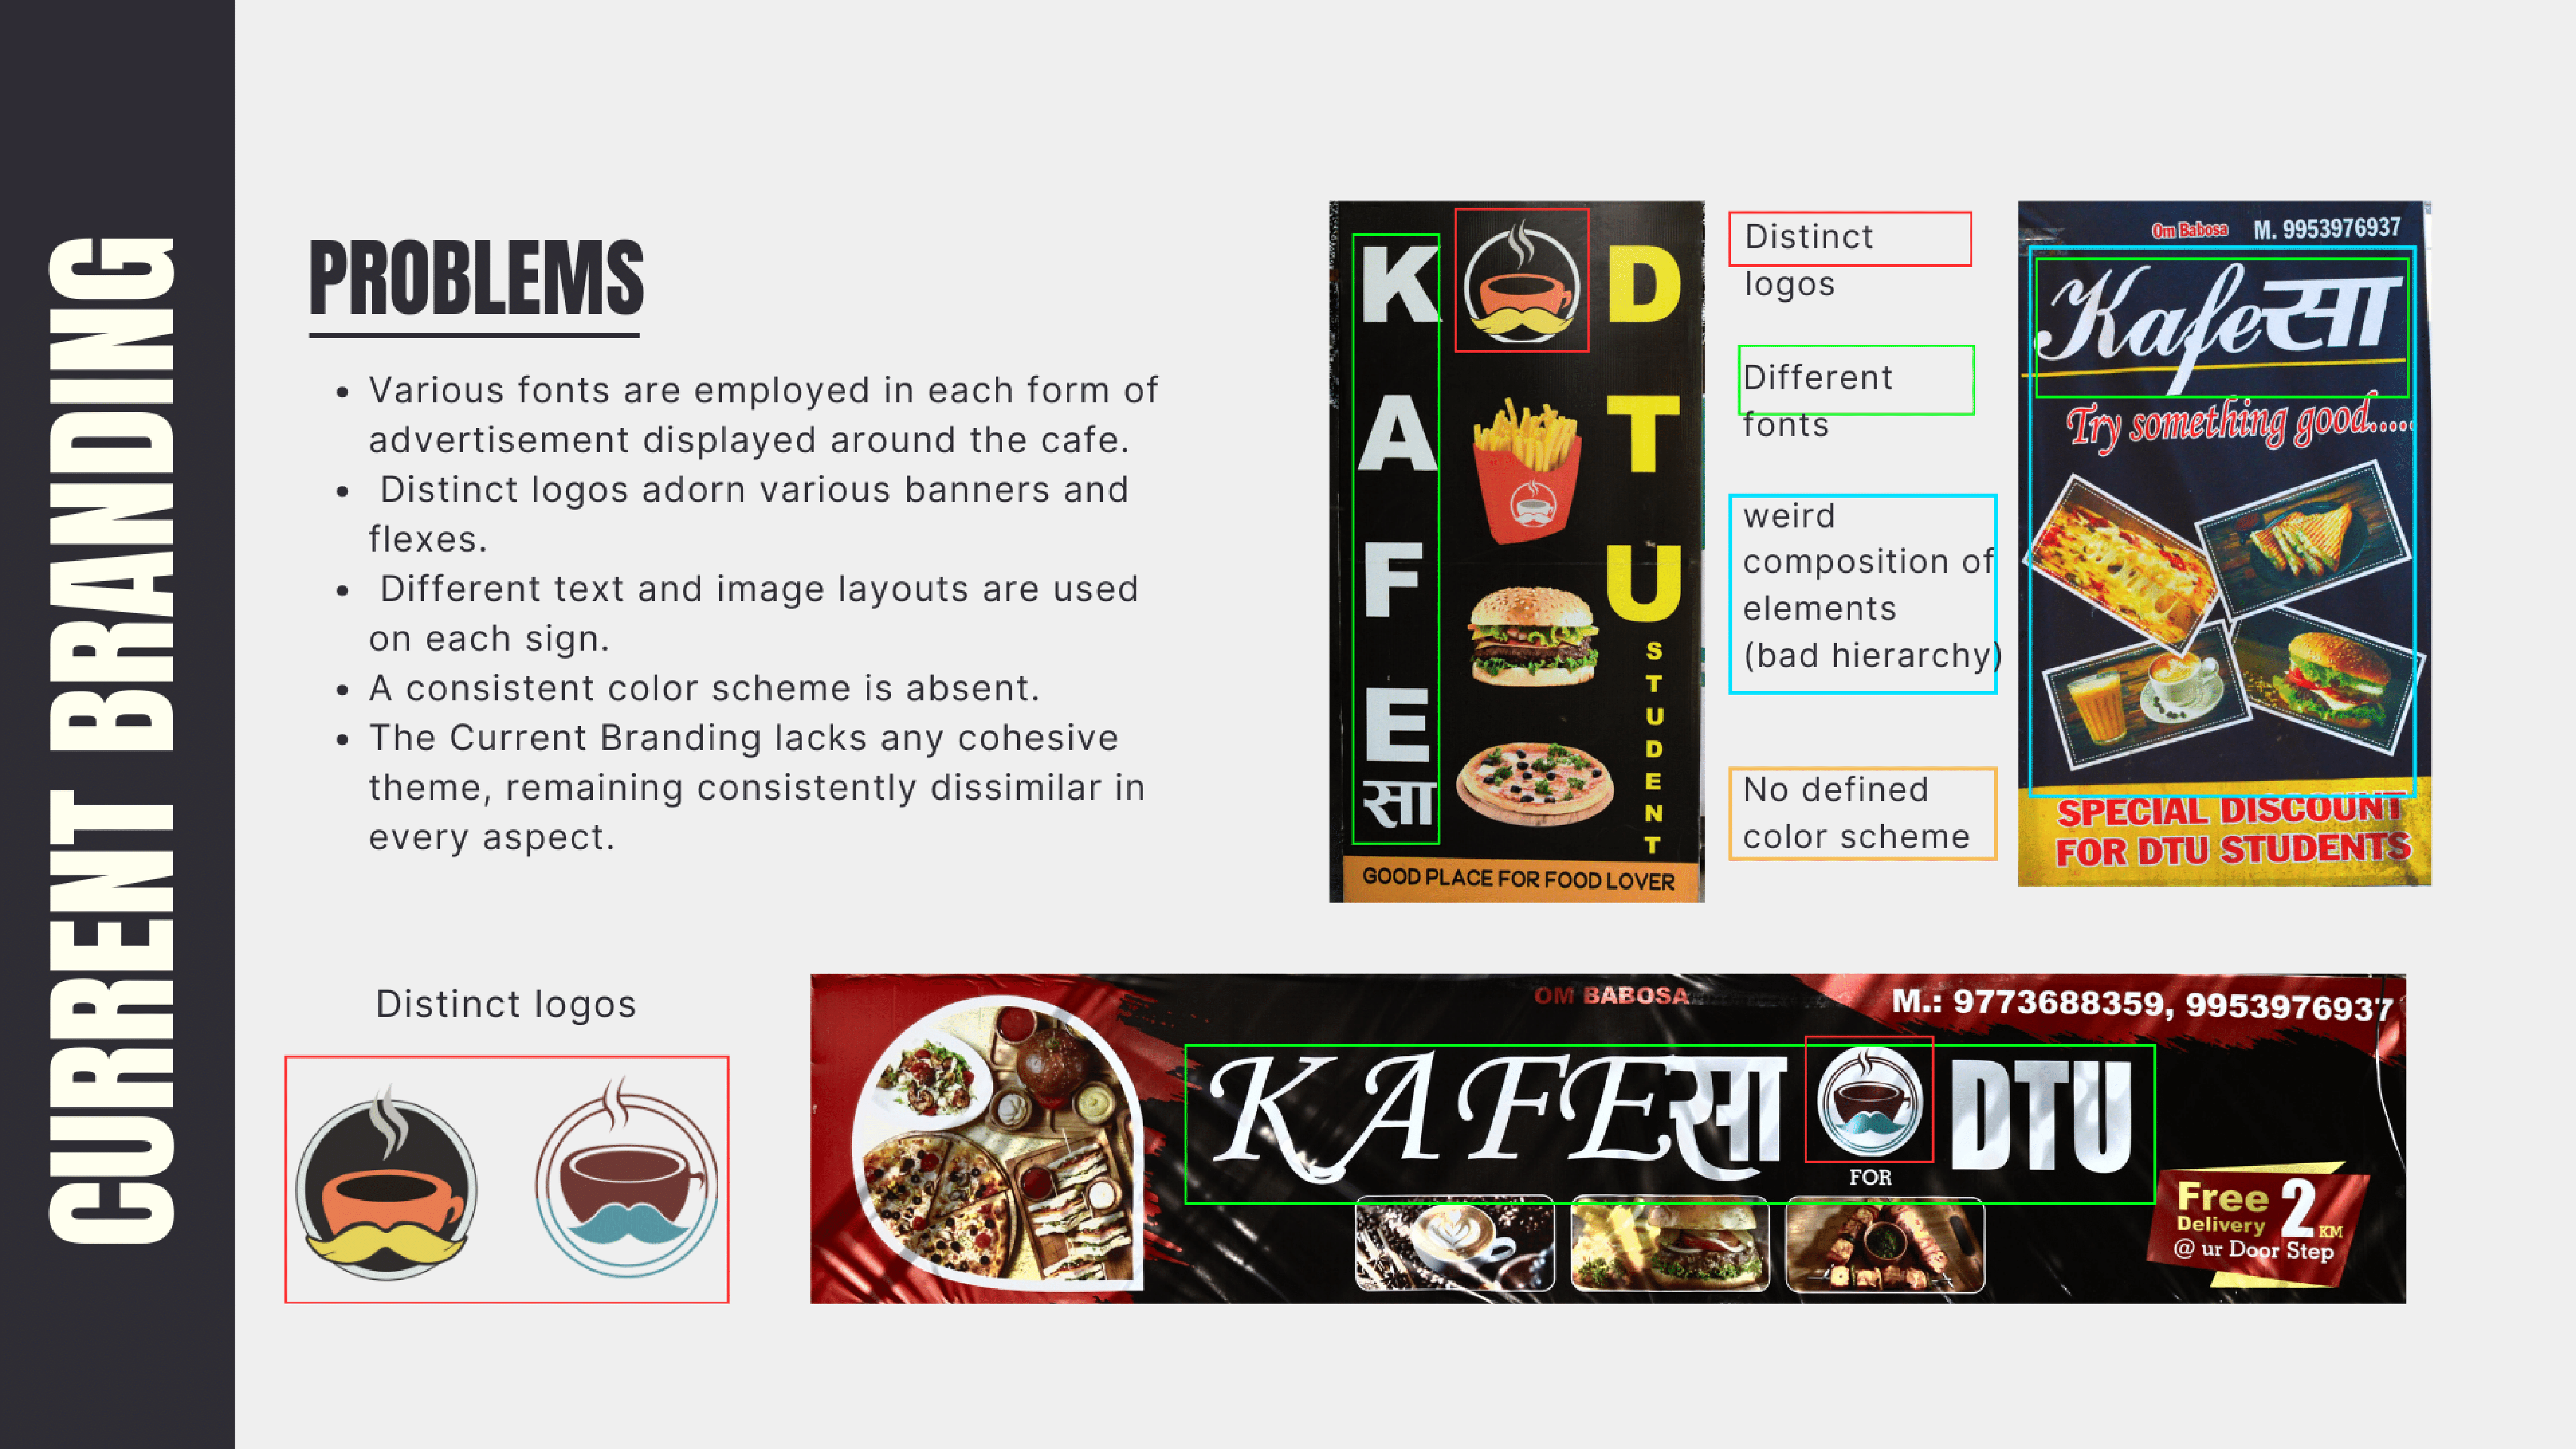 CURRENT BRANDING
PROBLEMS
• Various fonts are employed in each form of
advertisement displayed around the cafe.
• Distinct logos adorn various banners and
flexes.
• Different text and image layouts are used
on each sign.
• A consistent color scheme is absent.
• The Current Branding lacks any cohesive
theme, remaining consistently dissimilar in
every aspect.
KAFEसा
DTU
STUDENT
GOOD PLACE FOR FOOD LOVER
Distinct
logos
Different
fonts
weird
composition of
elements
(bad hierarchy)
No defined
color scheme
Om Babosa M. 9953976937
Kafeसा
Try something good.....
SPECIAL DISCOUNT
FOR DTU STUDENTS
Distinct logos
OM BABOSA
M.: 9773688359, 9953976937
KAFEसा FOR DTU
Free
Delivery 2 KM
@ ur Door Step